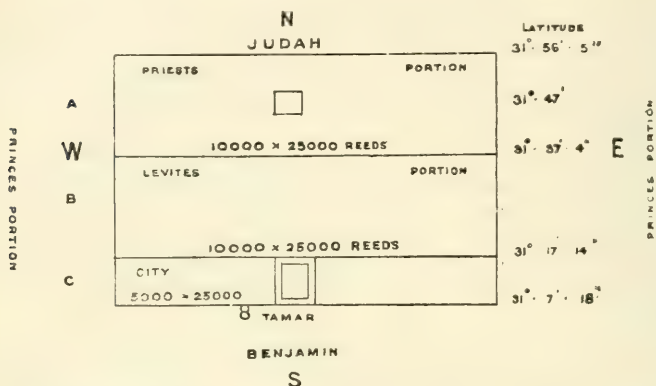 N
LATITUDE
JUDAH
31° 56' 5"
PRIESTS PORTION
A
31° 47'
10000 × 25000 REEDS
W
31° 37' 4"
E
LEVITES PORTION
B
10000 × 25000 REEDS
31° 17' 14"
CITY
C
5000 × 25000
31° 7' 18"
8 TAMAR
BENJAMIN
S
PRINCES PORTION
PRINCES PORTION